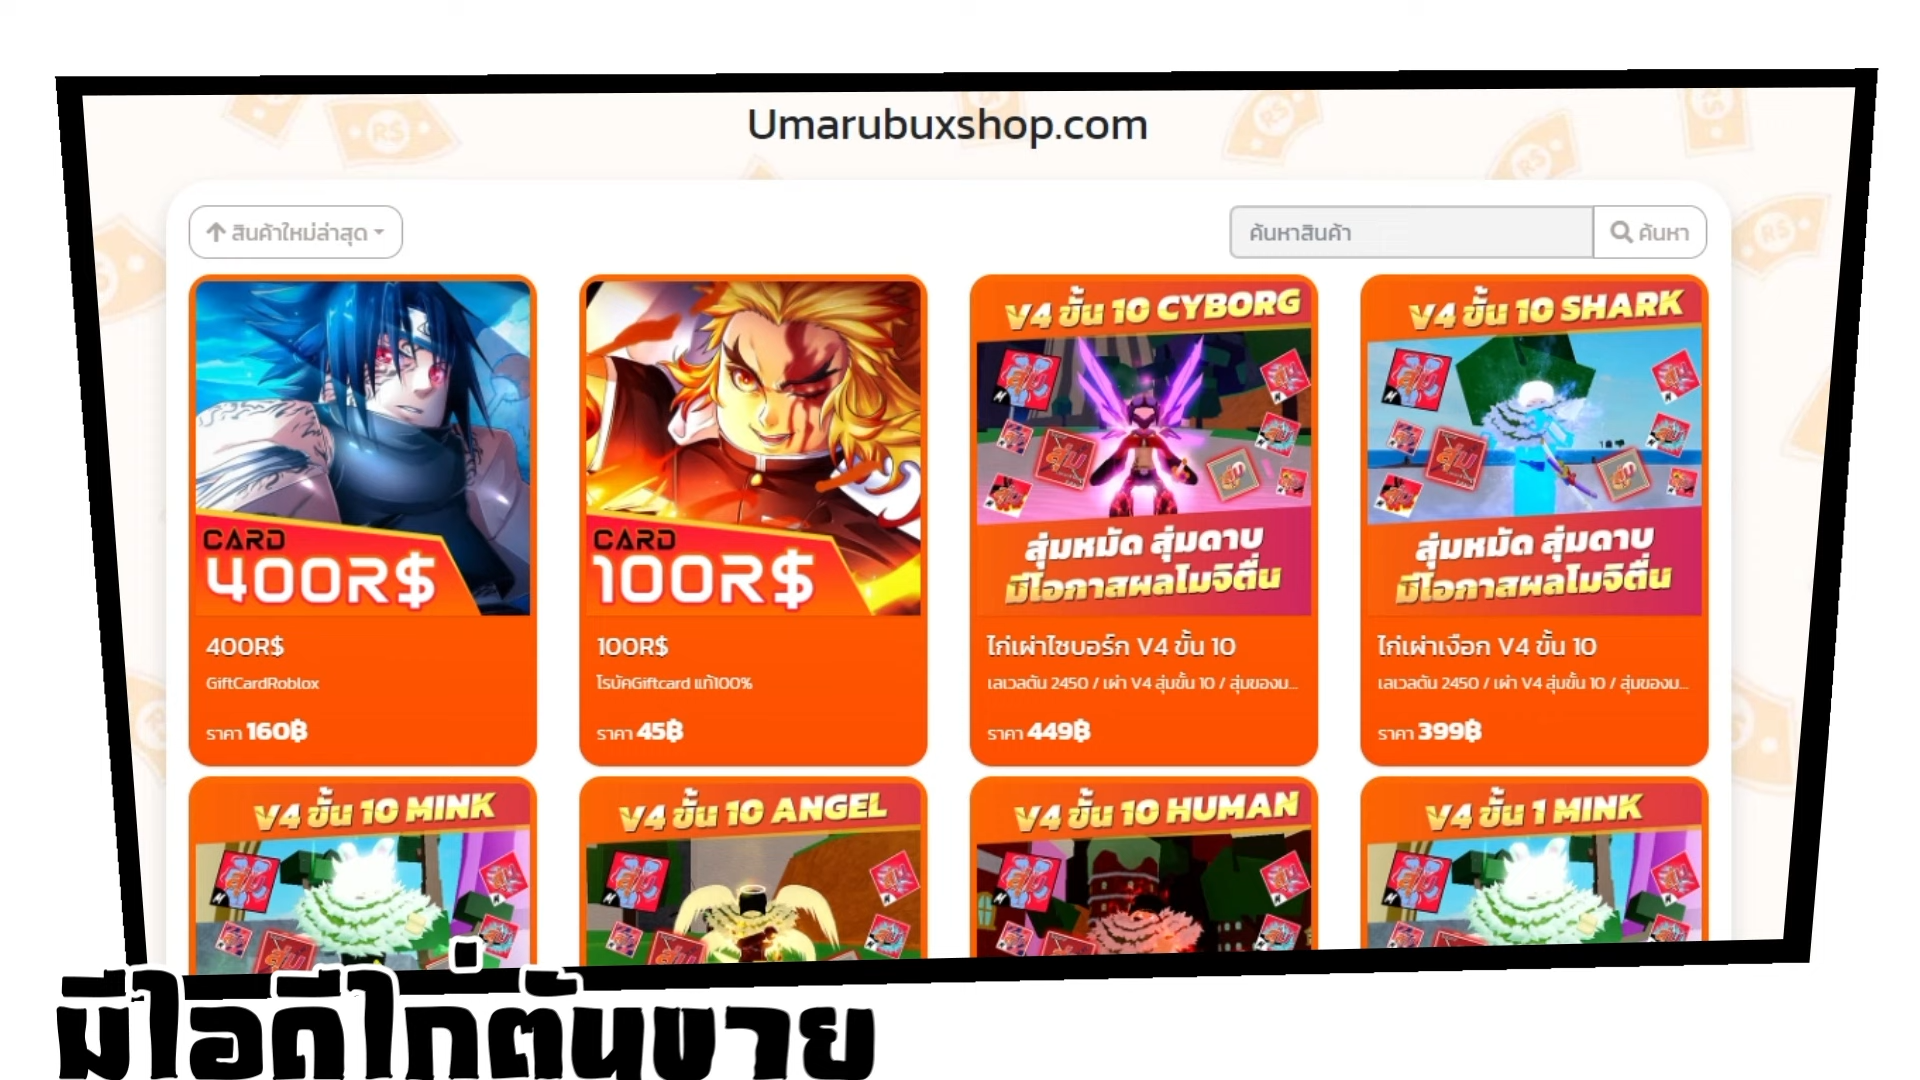 Umarubuxshop.com
สินค้าใหม่ล่าสุด
ค้นหาสินค้า
ค้นหา
CARD
400R$
400R$
GiftCardRoblox
ราคา 160฿
CARD
100R$
100R$
โรบัคGiftcard แท้100%
ราคา 45฿
V4 ขั้น 10 CYBORG
สุ่มหมัด สุ่มดาบ
มีโอกาสผลโมจิตื่น
ไก่เผ่าไซบอร์ก V4 ขั้น 10
เลเวลตัน 2450 / เผ่า V4 สุ่มขั้น 10 / สุ่มของม...
ราคา 449฿
V4 ขั้น 10 SHARK
สุ่มหมัด สุ่มดาบ
มีโอกาสผลโมจิตื่น
ไก่เผ่าเงือก V4 ขั้น 10
เลเวลตัน 2450 / เผ่า V4 สุ่มขั้น 10 / สุ่มของม...
ราคา 399฿
V4 ขั้น 10 MINK
V4 ขั้น 10 ANGEL
V4 ขั้น 10 HUMAN
V4 ขั้น 1 MINK
มีไอดีไก่ตันขาย